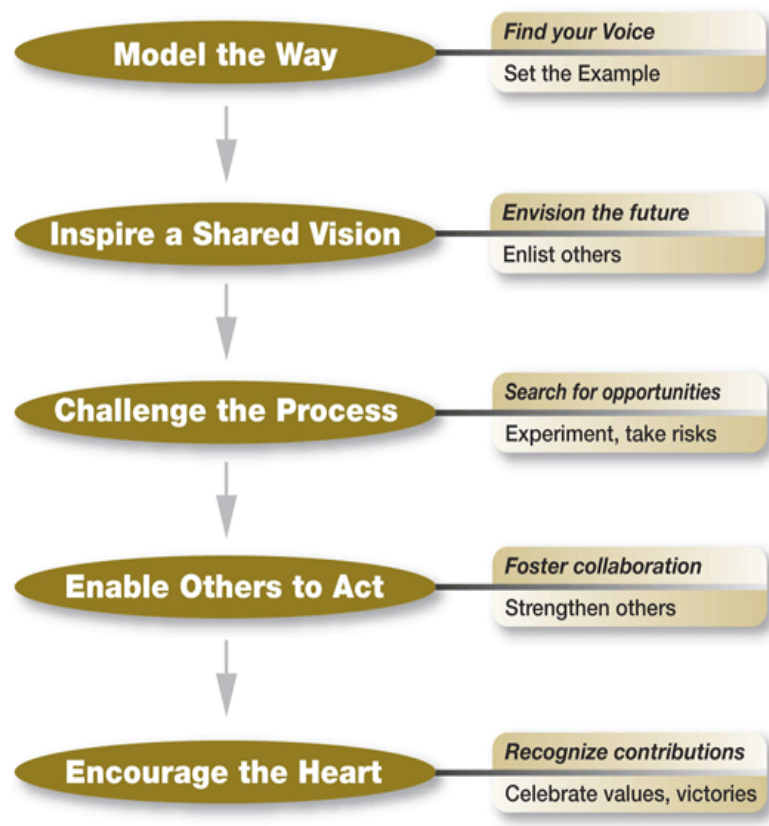 Model the Way
Find your Voice
Set the Example
Inspire a Shared Vision
Envision the future
Enlist others
Challenge the Process
Search for opportunities
Experiment, take risks
Enable Others to Act
Foster collaboration
Strengthen others
Encourage the Heart
Recognize contributions
Celebrate values, victories